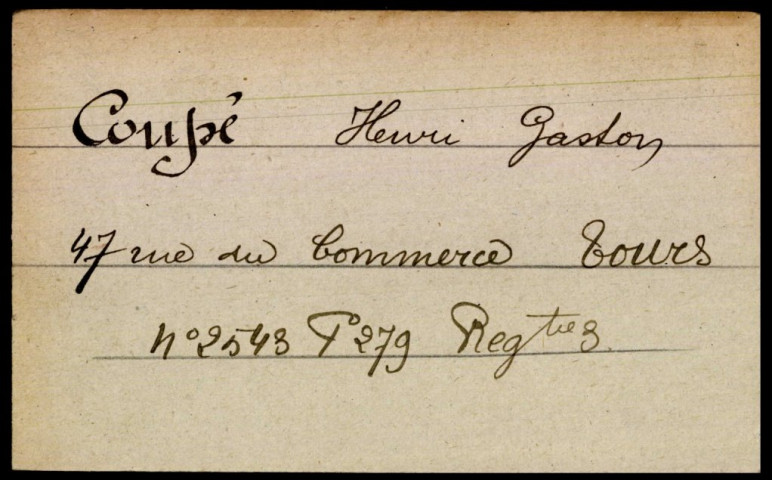 Coupé Henri Gaston
47 rue du Commerce Tours
N° 2543 F° 279 Reg^tre 3